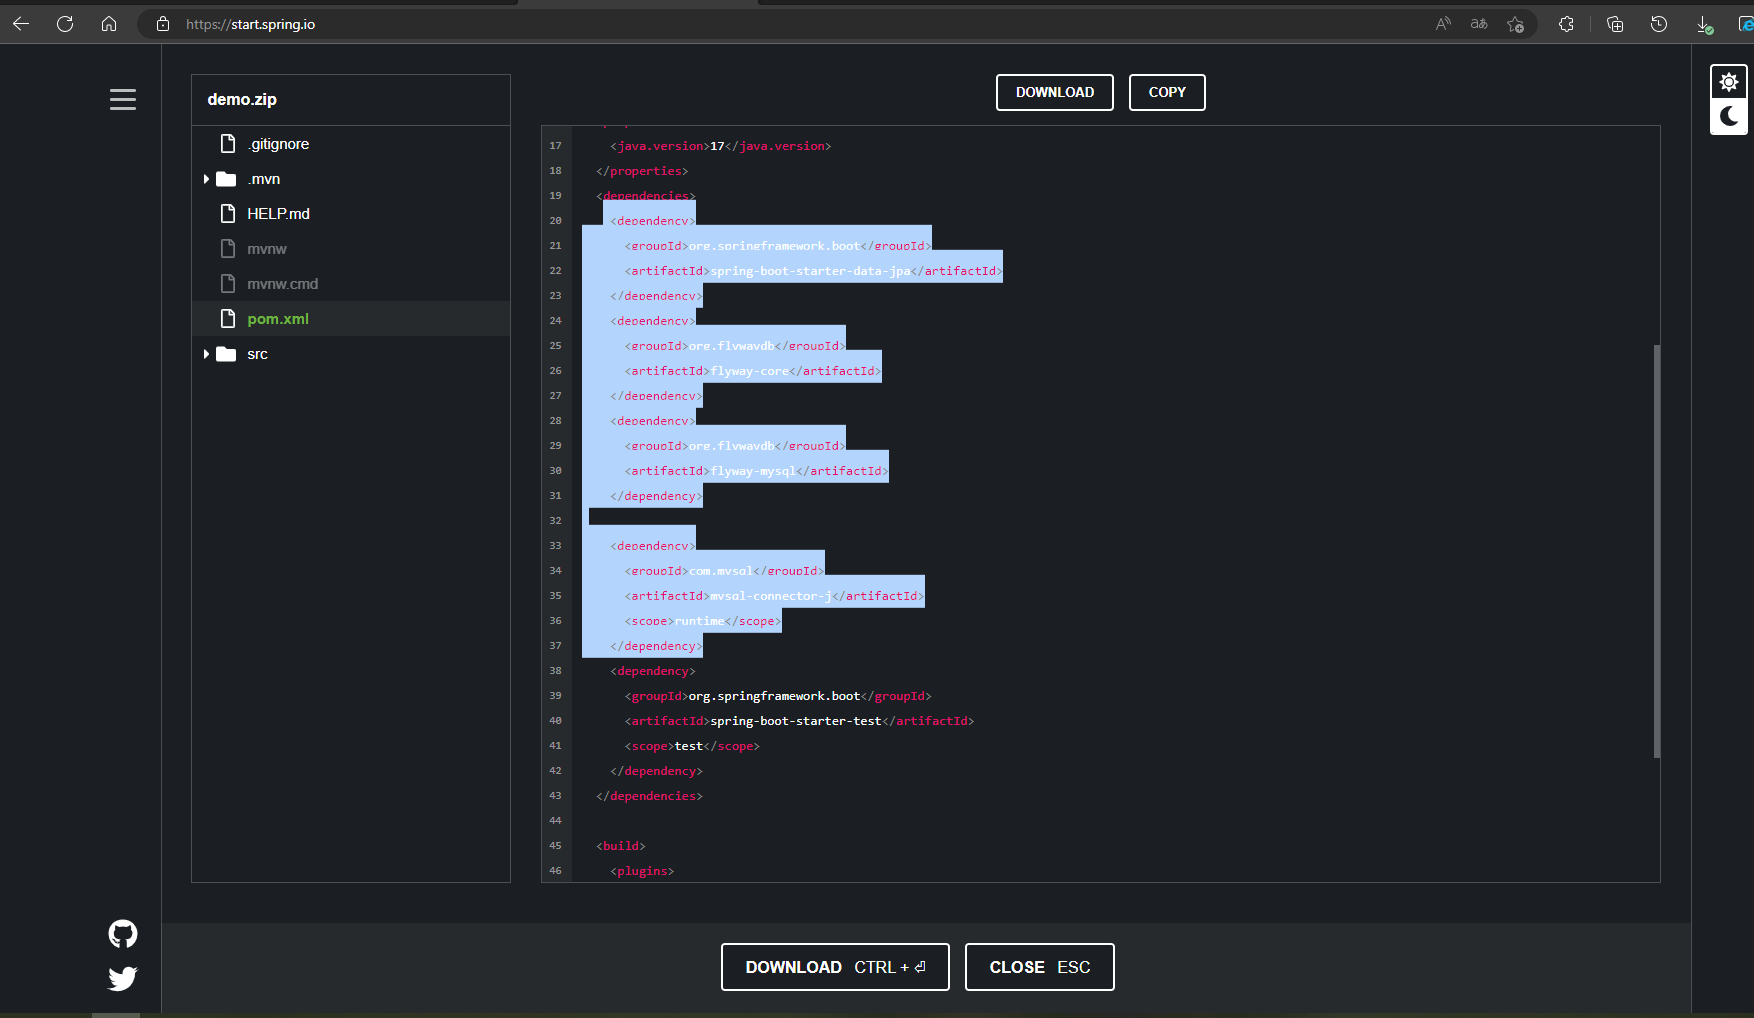 https://start.spring.io
demo.zip
DOWNLOAD
COPY
.gitignore
.mvn
HELP.md
mvnw
mvnw.cmd
pom.xml
src
17 <java.version>17</java.version>
18 </properties>
19 <dependencies>
20 <dependency>
21 <groupId>org.springframework.boot</groupId>
22 <artifactId>spring-boot-starter-data-jpa</artifactId>
23 </dependency>
24 <dependency>
25 <groupId>org.flywaydb</groupId>
26 <artifactId>flyway-core</artifactId>
27 </dependency>
28 <dependency>
29 <groupId>org.flywaydb</groupId>
30 <artifactId>flyway-mysql</artifactId>
31 </dependency>
32
33 <dependency>
34 <groupId>com.mysql</groupId>
35 <artifactId>mysql-connector-j</artifactId>
36 <scope>runtime</scope>
37 </dependency>
38 <dependency>
39 <groupId>org.springframework.boot</groupId>
40 <artifactId>spring-boot-starter-test</artifactId>
41 <scope>test</scope>
42 </dependency>
43 </dependencies>
44
45 <build>
46 <plugins>
DOWNLOAD CTRL + ⏎
CLOSE ESC